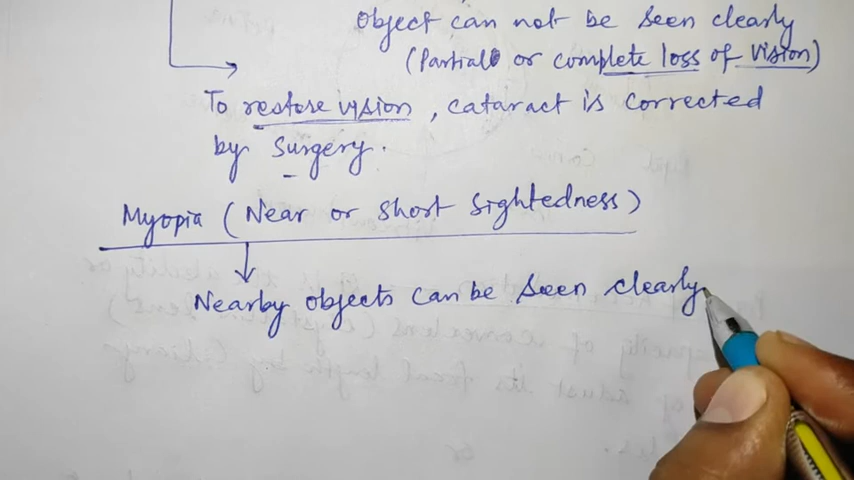 Object can not be seen clearly
(Partial or complete loss of vision)
To restore vision, cataract is corrected
by surgery.
Myopia (Near or short sightedness)
Nearby objects can be seen clearly